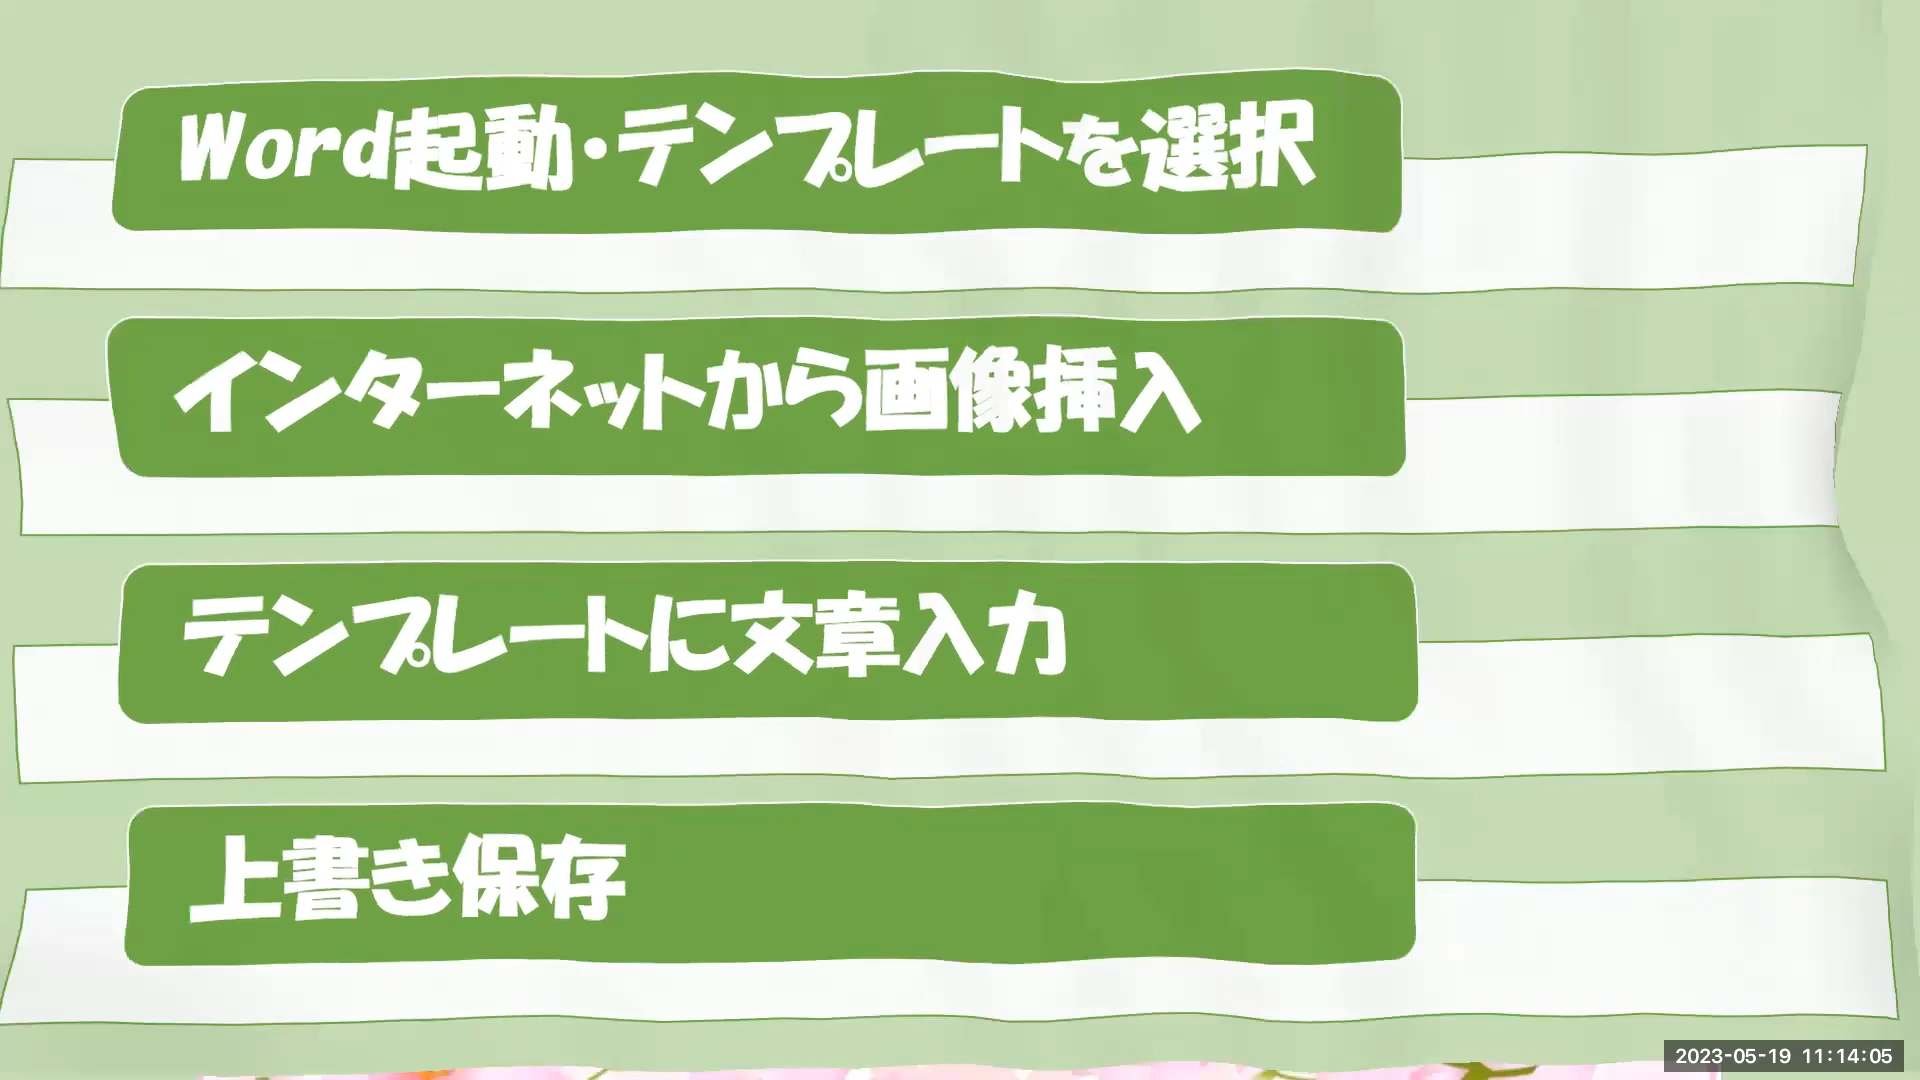 Word起動・テンプレートを選択
インターネットから画像挿入
テンプレートに文章入力
上書き保存
2023-05-19 11:14:05